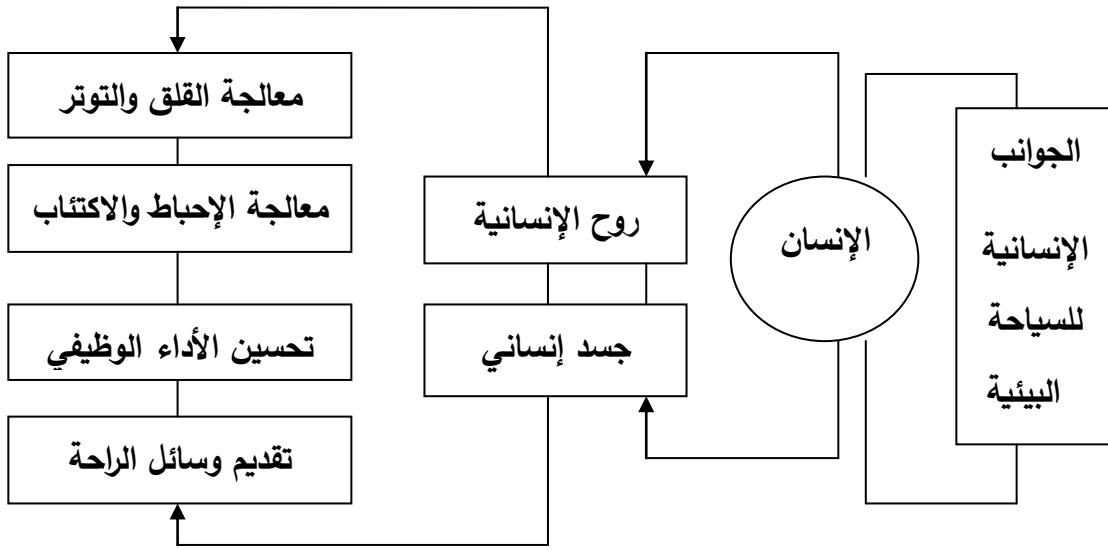 الجوانب
الإنسانية
للسياحة
البيئية
الإنسان
روح الإنسانية
جسد إنساني
معالجة القلق والتوتر
معالجة الإحباط والاكتئاب
تحسين الأداء الوظيفي
تقديم وسائل الراحة